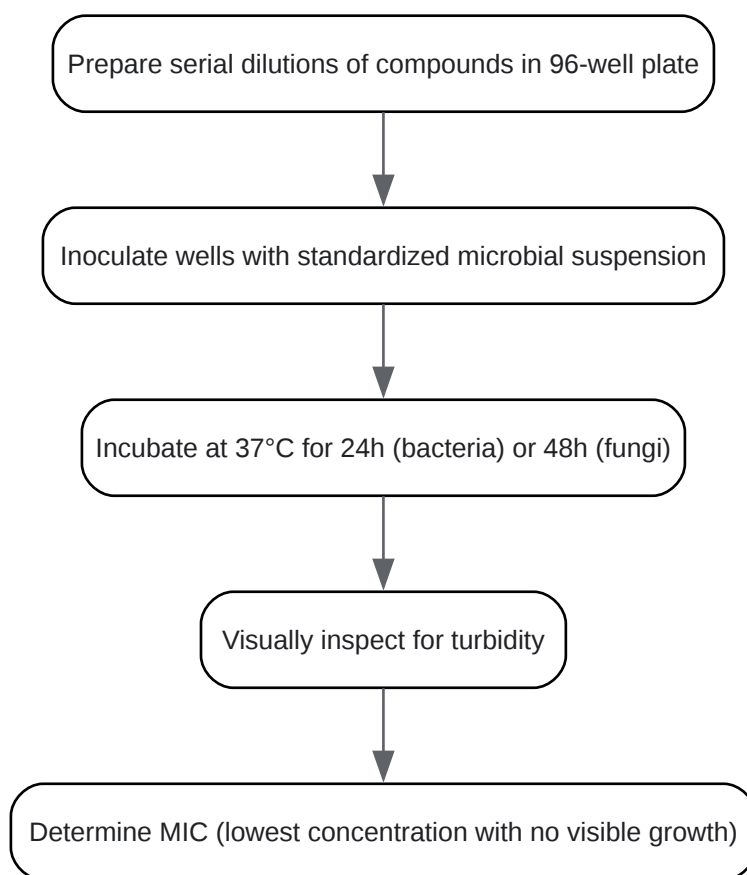 Prepare serial dilutions of compounds in 96-well plate
Inoculate wells with standardized microbial suspension
Incubate at 37°C for 24h (bacteria) or 48h (fungi)
Visually inspect for turbidity
Determine MIC (lowest concentration with no visible growth)